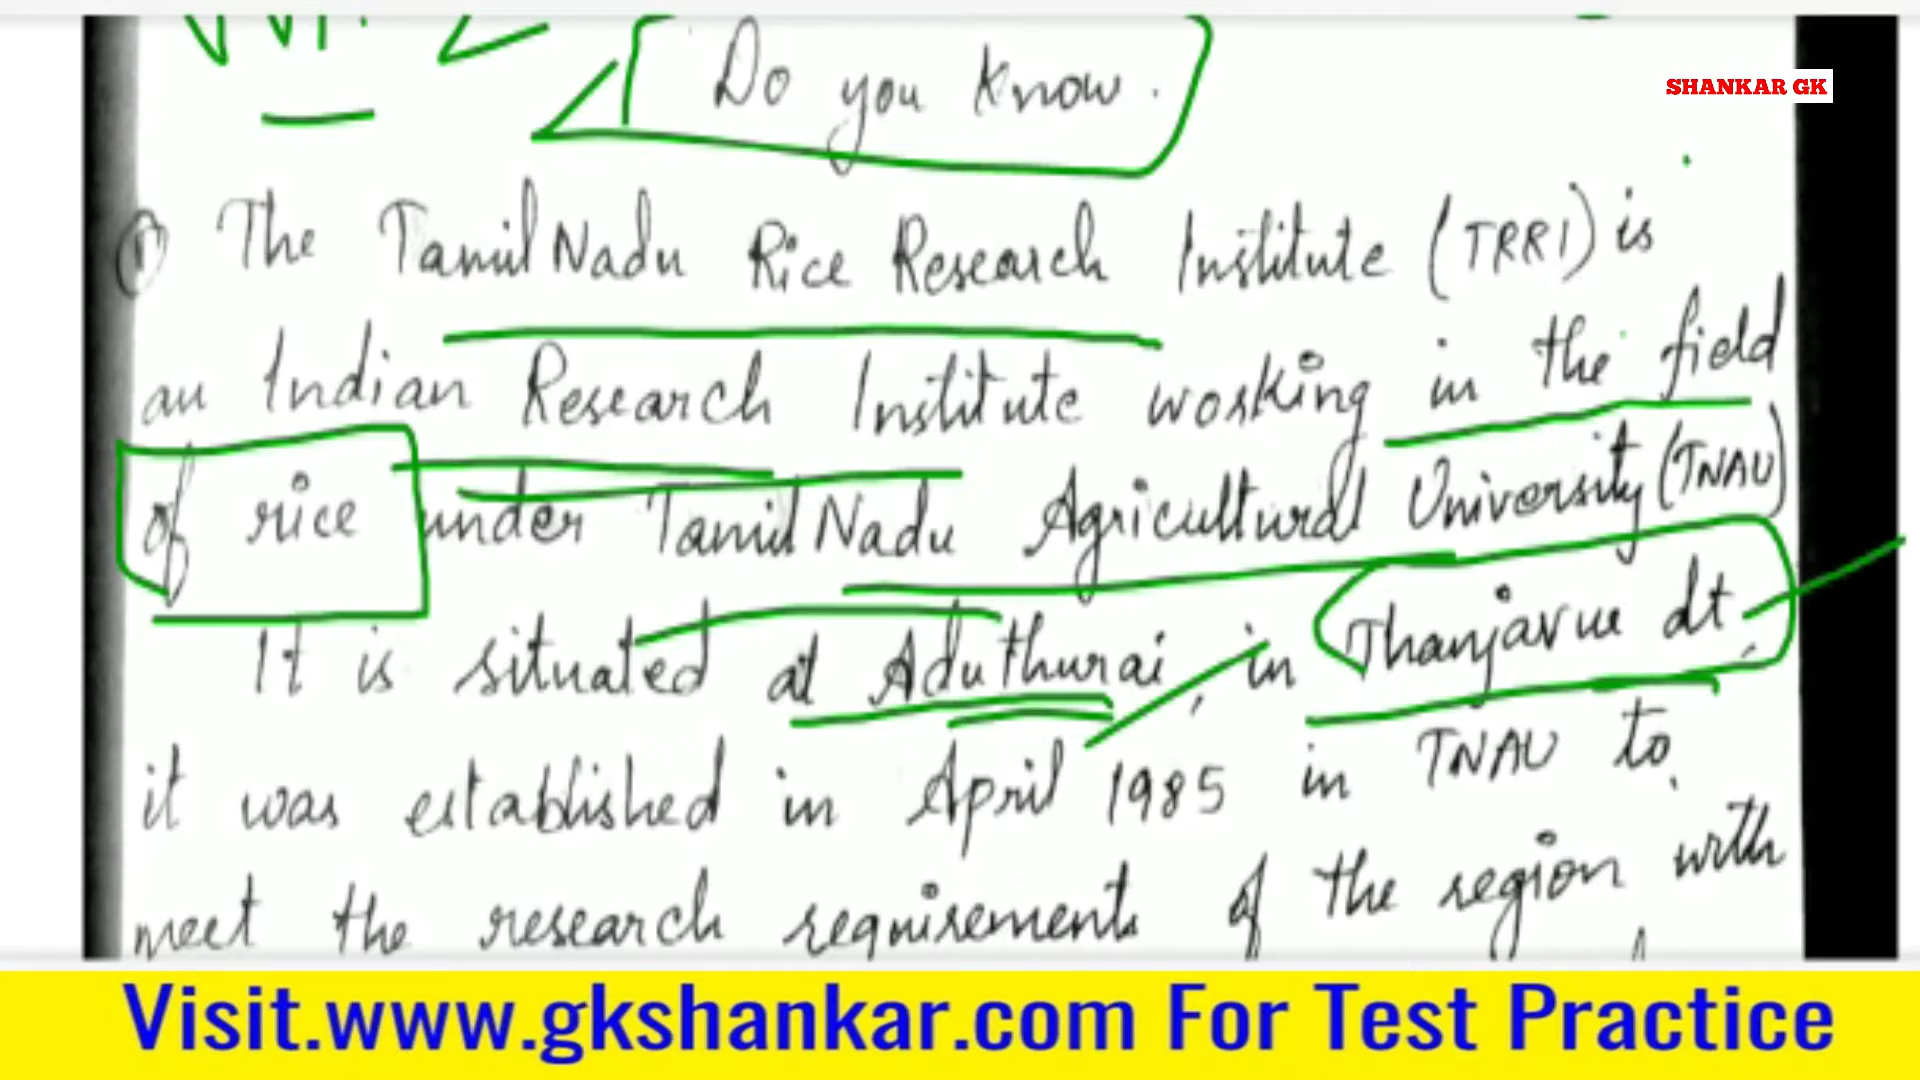 Do you know.
SHANKAR GK
The Tamil Nadu Rice Research Institute (TRRI) is
an Indian Research Institute working in the field
of rice under Tamil Nadu Agricultural University (TNAU)
It is situated at Aduthurai, in Thanjavur dt,
it was established in April 1985 in TNAU to
meet the research requirements of the region with
Visit.www.gkshankar.com For Test Practice